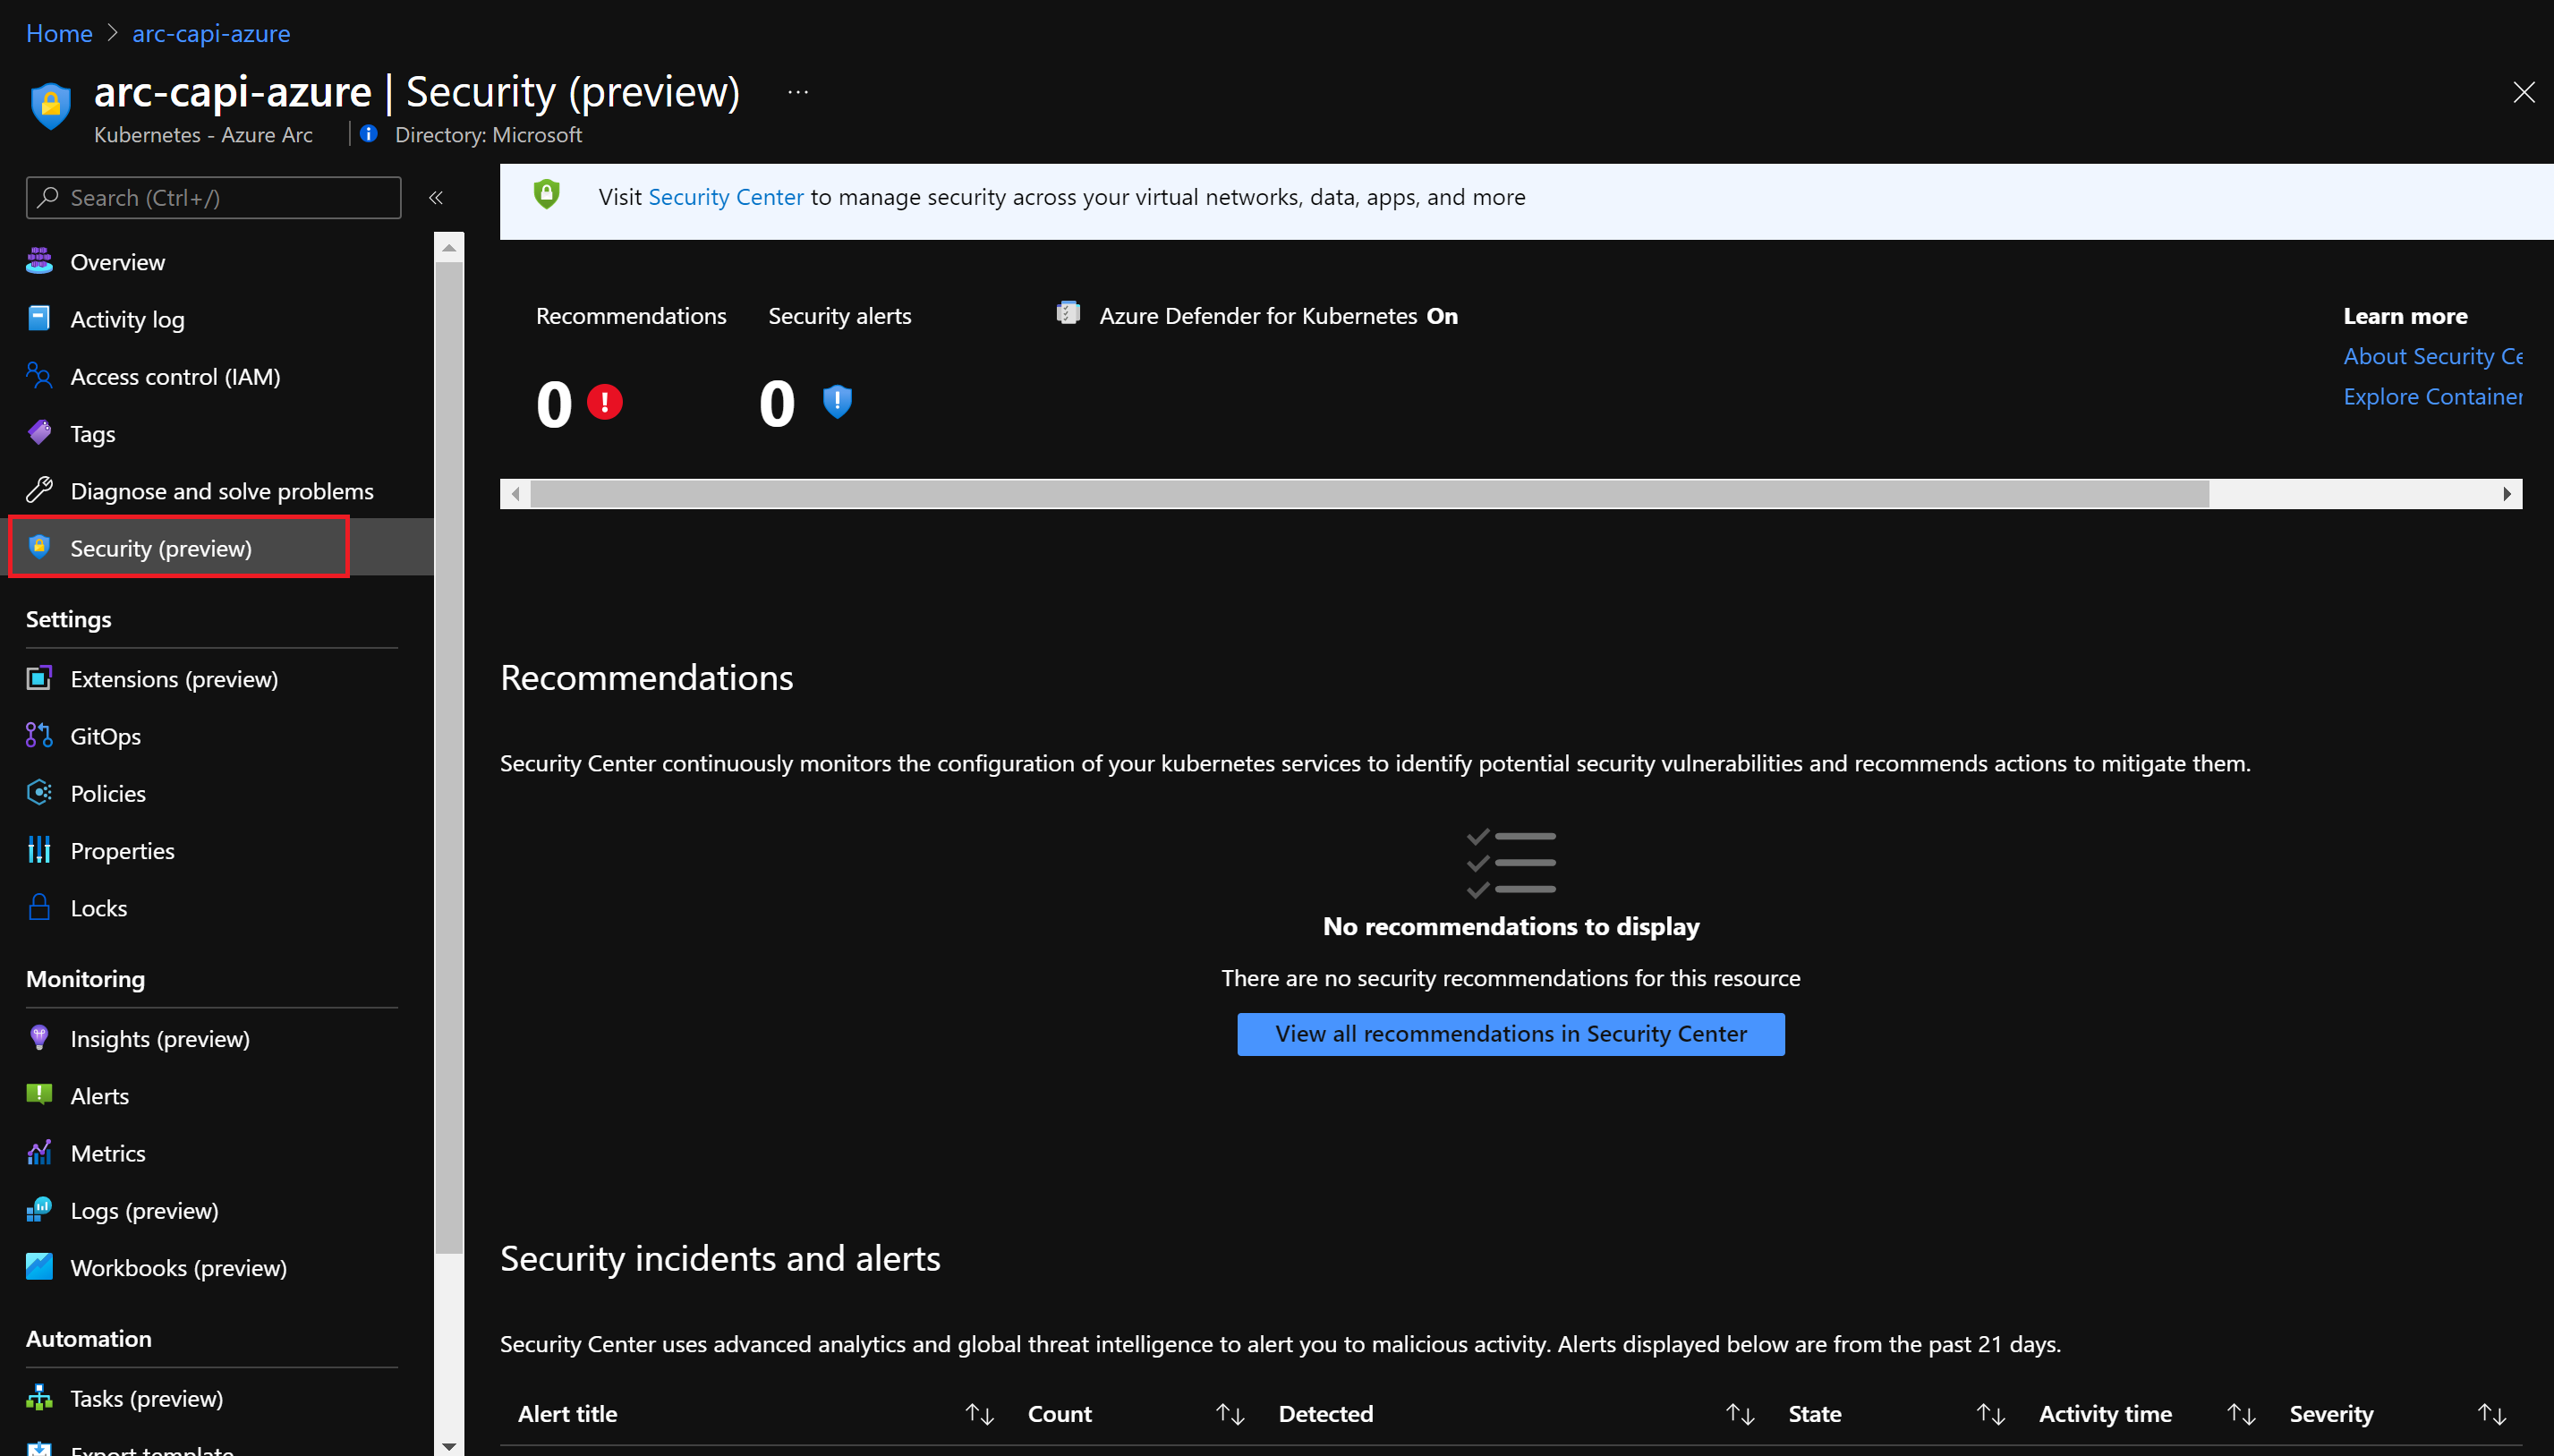 Home > arc-capi-azure
arc-capi-azure | Security (preview) ...
Kubernetes - Azure Arc
Directory: Microsoft
Search (Ctrl+/)
«
Overview
Activity log
Access control (IAM)
Tags
Diagnose and solve problems
Security (preview)
Settings
Extensions (preview)
GitOps
Policies
Properties
Locks
Monitoring
Insights (preview)
Alerts
Metrics
Logs (preview)
Workbooks (preview)
Automation
Tasks (preview)
Export template
Visit Security Center to manage security across your virtual networks, data, apps, and more
Recommendations
0
Security alerts
0
Azure Defender for Kubernetes On
Learn more
About Security Ce
Explore Container
Recommendations
Security Center continuously monitors the configuration of your kubernetes services to identify potential security vulnerabilities and recommends actions to mitigate them.
No recommendations to display
There are no security recommendations for this resource
View all recommendations in Security Center
Security incidents and alerts
Security Center uses advanced analytics and global threat intelligence to alert you to malicious activity. Alerts displayed below are from the past 21 days.
Alert title ↑↓ Count ↑↓ Detected ↑↓ State ↑↓ Activity time ↑↓ Severity ↑↓